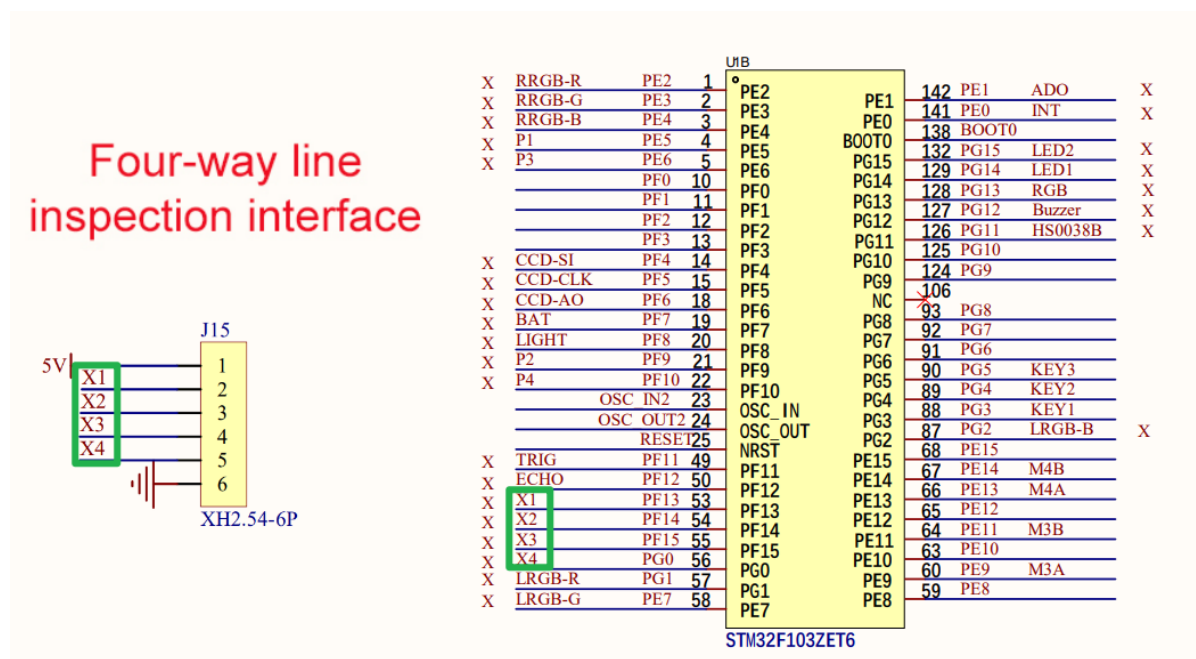 Four-way line
inspection interface
J15
5V 1
X1 2
X2 3
X3 4
X4 5
6
XH2.54-6P
U1B
X RRGB-R PE2 1 PE2
X RRGB-G PE3 2 PE3
X RRGB-B PE4 3 PE4
X P1 PE5 4 PE5
X P3 PE6 5 PE6
PF0 10 PF0
PF1 11 PF1
PF2 12 PF2
PF3 13 PF3
X CCD-SI PF4 14 PF4
X CCD-CLK PF5 15 PF5
X CCD-AO PF6 18 PF6
X BAT PF7 19 PF7
X LIGHT PF8 20 PF8
X P2 PF9 21 PF9
X P4 PF10 22 PF10
OSC_IN2 23 OSC_IN
OSC_OUT2 24 OSC_OUT
RESET 25 NRST
X TRIG PF11 49 PF11
X ECHO PF12 50 PF12
X X1 PF13 53 PF13
X X2 PF14 54 PF14
X X3 PF15 55 PF15
X X4 PG0 56 PG0
X LRGB-R PG1 57 PG1
X LRGB-G PE7 58 PE7
PE1 142 PE1 ADO X
PE0 141 PE0 INT X
BOOT0 138 BOOT0
PG15 132 PG15 LED2 X
PG14 129 PG14 LED1 X
PG13 128 PG13 RGB X
PG12 127 PG12 Buzzer X
PG11 126 PG11 HS0038B X
PG10 125 PG10
PG9 124 PG9
NC 106
PG8 93 PG8
PG7 92 PG7
PG6 91 PG6
PG5 90 PG5 KEY3
PG4 89 PG4 KEY2
PG3 88 PG3 KEY1
PG2 87 PG2 LRGB-B X
PE15 68 PE15
PE14 67 PE14 M4B
PE13 66 PE13 M4A
PE12 65 PE12
PE11 64 PE11 M3B
PE10 63 PE10
PE9 60 PE9 M3A
PE8 59 PE8
STM32F103ZET6